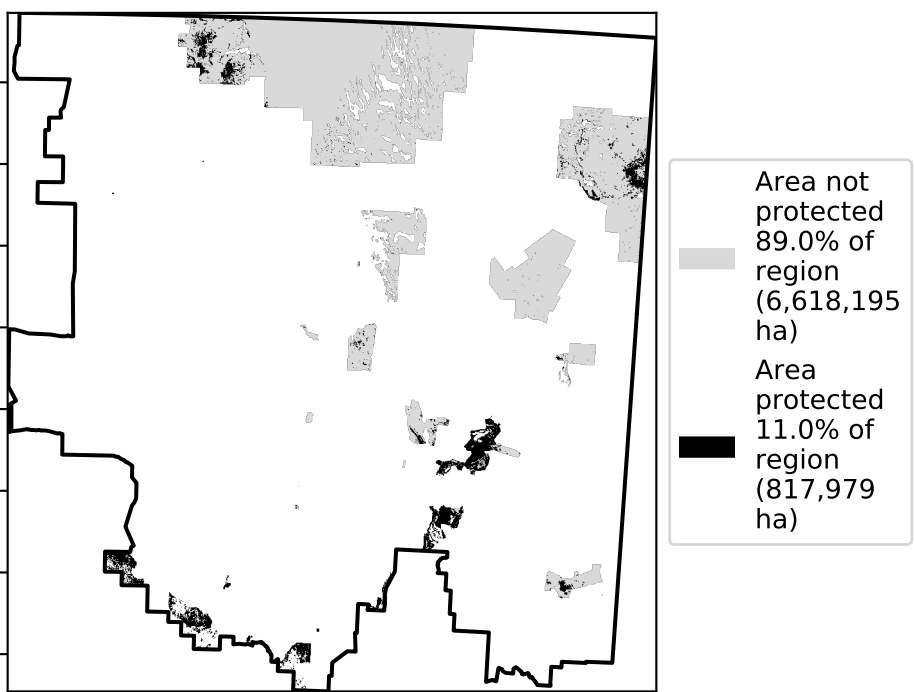 Area not
protected
89.0% of
region
(6,618,195
ha)
Area
protected
11.0% of
region
(817,979
ha)